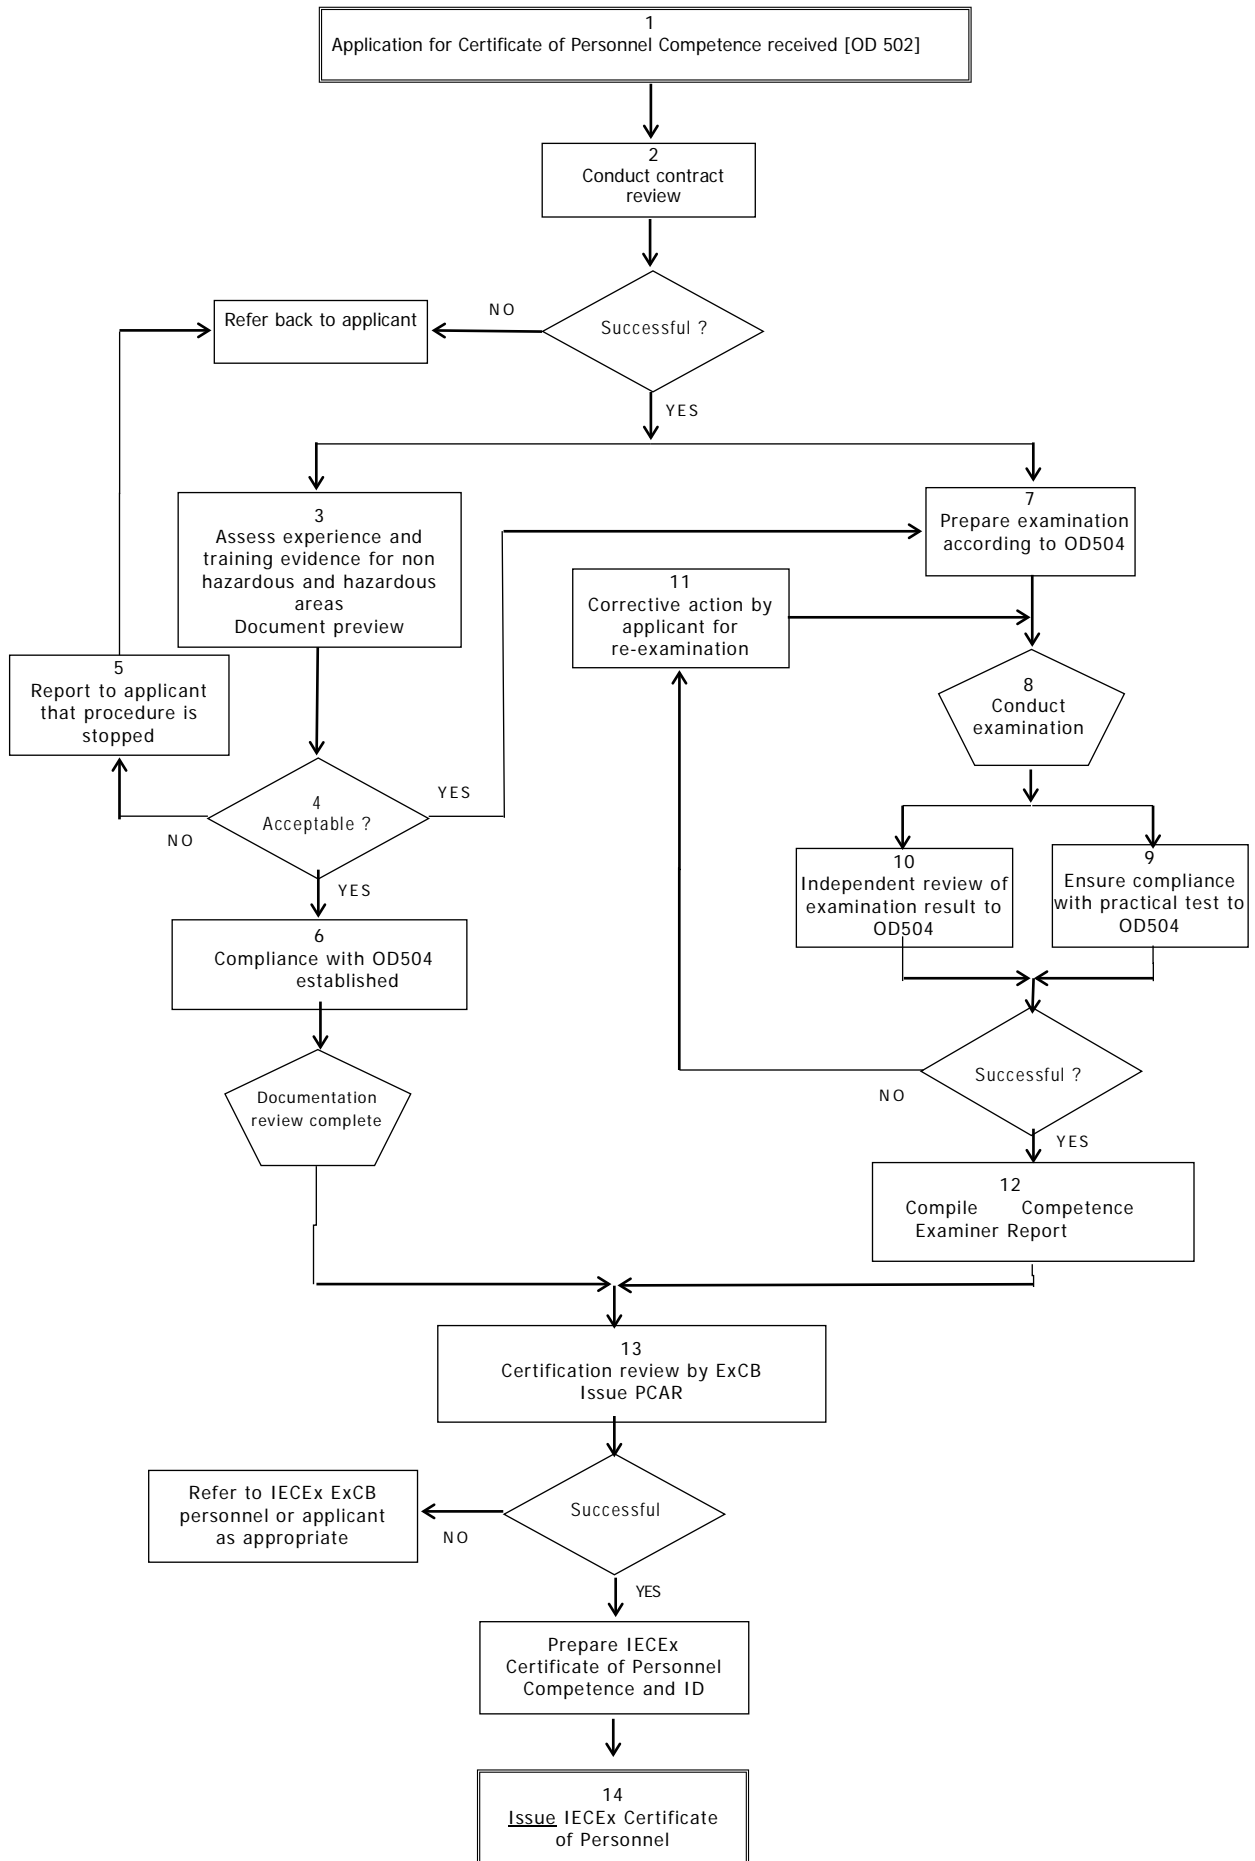 1
Application for Certificate of Personnel Competence received [OD 502]
2
Conduct contract
review
Successful ?
NO
Refer back to applicant
YES
3
Assess experience and
training evidence for non
hazardous and hazardous
areas
Document preview
7
Prepare examination
according to OD504
11
Corrective action by
applicant for
re-examination
5
Report to applicant
that procedure is
stopped
8
Conduct
examination
4
Acceptable ?
YES
NO
YES
10
Independent review of
examination result to
OD504
9
Ensure compliance
with practical test to
OD504
6
Compliance with OD504
established
Successful ?
NO
YES
Documentation
review complete
12
Compile Competence
Examiner Report
13
Certification review by ExCB
Issue PCAR
Successful
NO
Refer to IECEx ExCB
personnel or applicant
as appropriate
YES
Prepare IECEx
Certificate of Personnel
Competence and ID
14
Issue IECEx Certificate
of Personnel